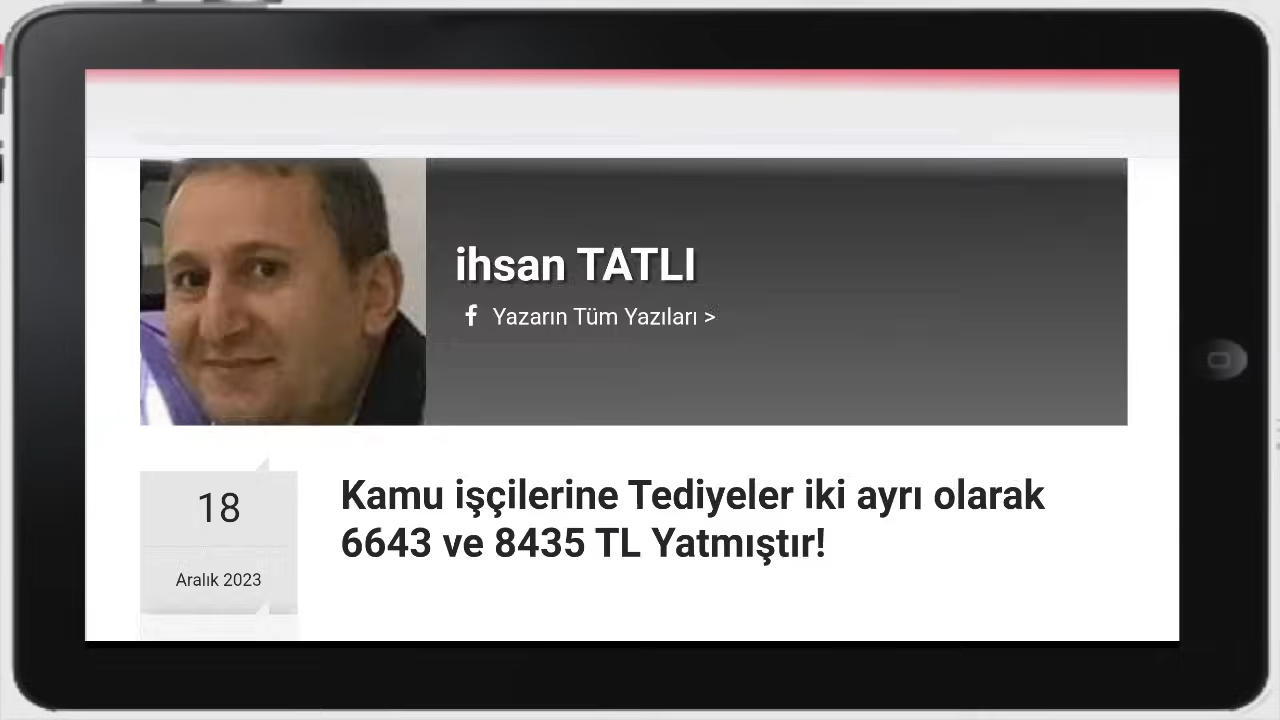 ihsan TATLI
Yazarın Tüm Yazıları >
18
Aralık 2023
Kamu işçilerine Tediyeler iki ayrı olarak
6643 ve 8435 TL Yatmıştır!